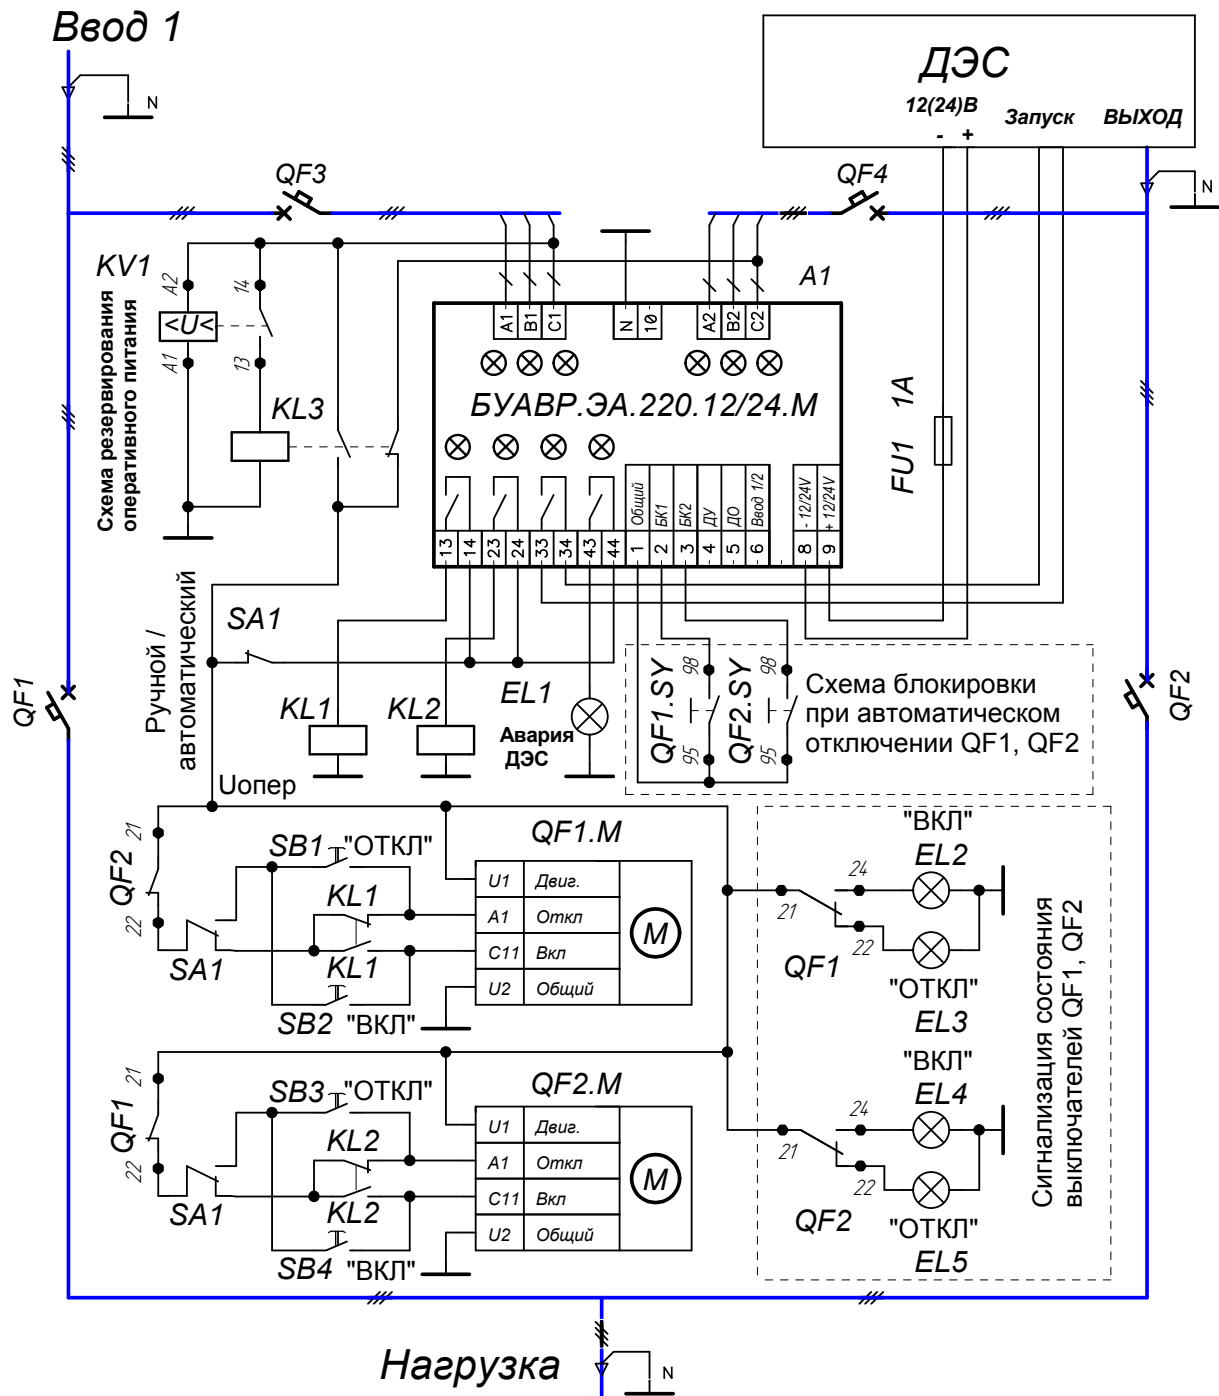 Ввод 1
N
ДЭС
12(24)В
- +
Запуск
ВЫХОД
N
QF3
QF4
KV1
A2
14
<U<
A1
13
KL3
Схема резервирования
оперативного питания
A1
A1
B1
C1
N
10
A2
B2
C2
БУАВР.ЭА.220.12/24.М
FU1 1A
Общий
БК1
БК2
ДУ
ДО
Ввод 1/2
- 12/24V
+ 12/24V
13
14
23
24
33
34
43
44
1
2
3
4
5
6
8
9
Ручной /
автоматический
SA1
KL1
KL2
EL1
Авария
ДЭС
QF1.SY
98
95
QF2.SY
98
95
Схема блокировки
при автоматическом
отключении QF1, QF2
QF1
QF2
Uопер
21
QF2
22
SA1
SB1 "ОТКЛ"
KL1
KL1
SB2 "ВКЛ"
QF1.M
U1 Двиг.
A1 Откл
C11 Вкл
U2 Общий
M
"ВКЛ"
EL2
24
21
22
QF1
"ОТКЛ"
EL3
Сигнализация состояния
выключателей QF1, QF2
21
QF1
22
SA1
SB3 "ОТКЛ"
KL2
KL2
SB4 "ВКЛ"
QF2.M
U1 Двиг.
A1 Откл
C11 Вкл
U2 Общий
M
"ВКЛ"
EL4
24
21
22
QF2
"ОТКЛ"
EL5
Нагрузка
N